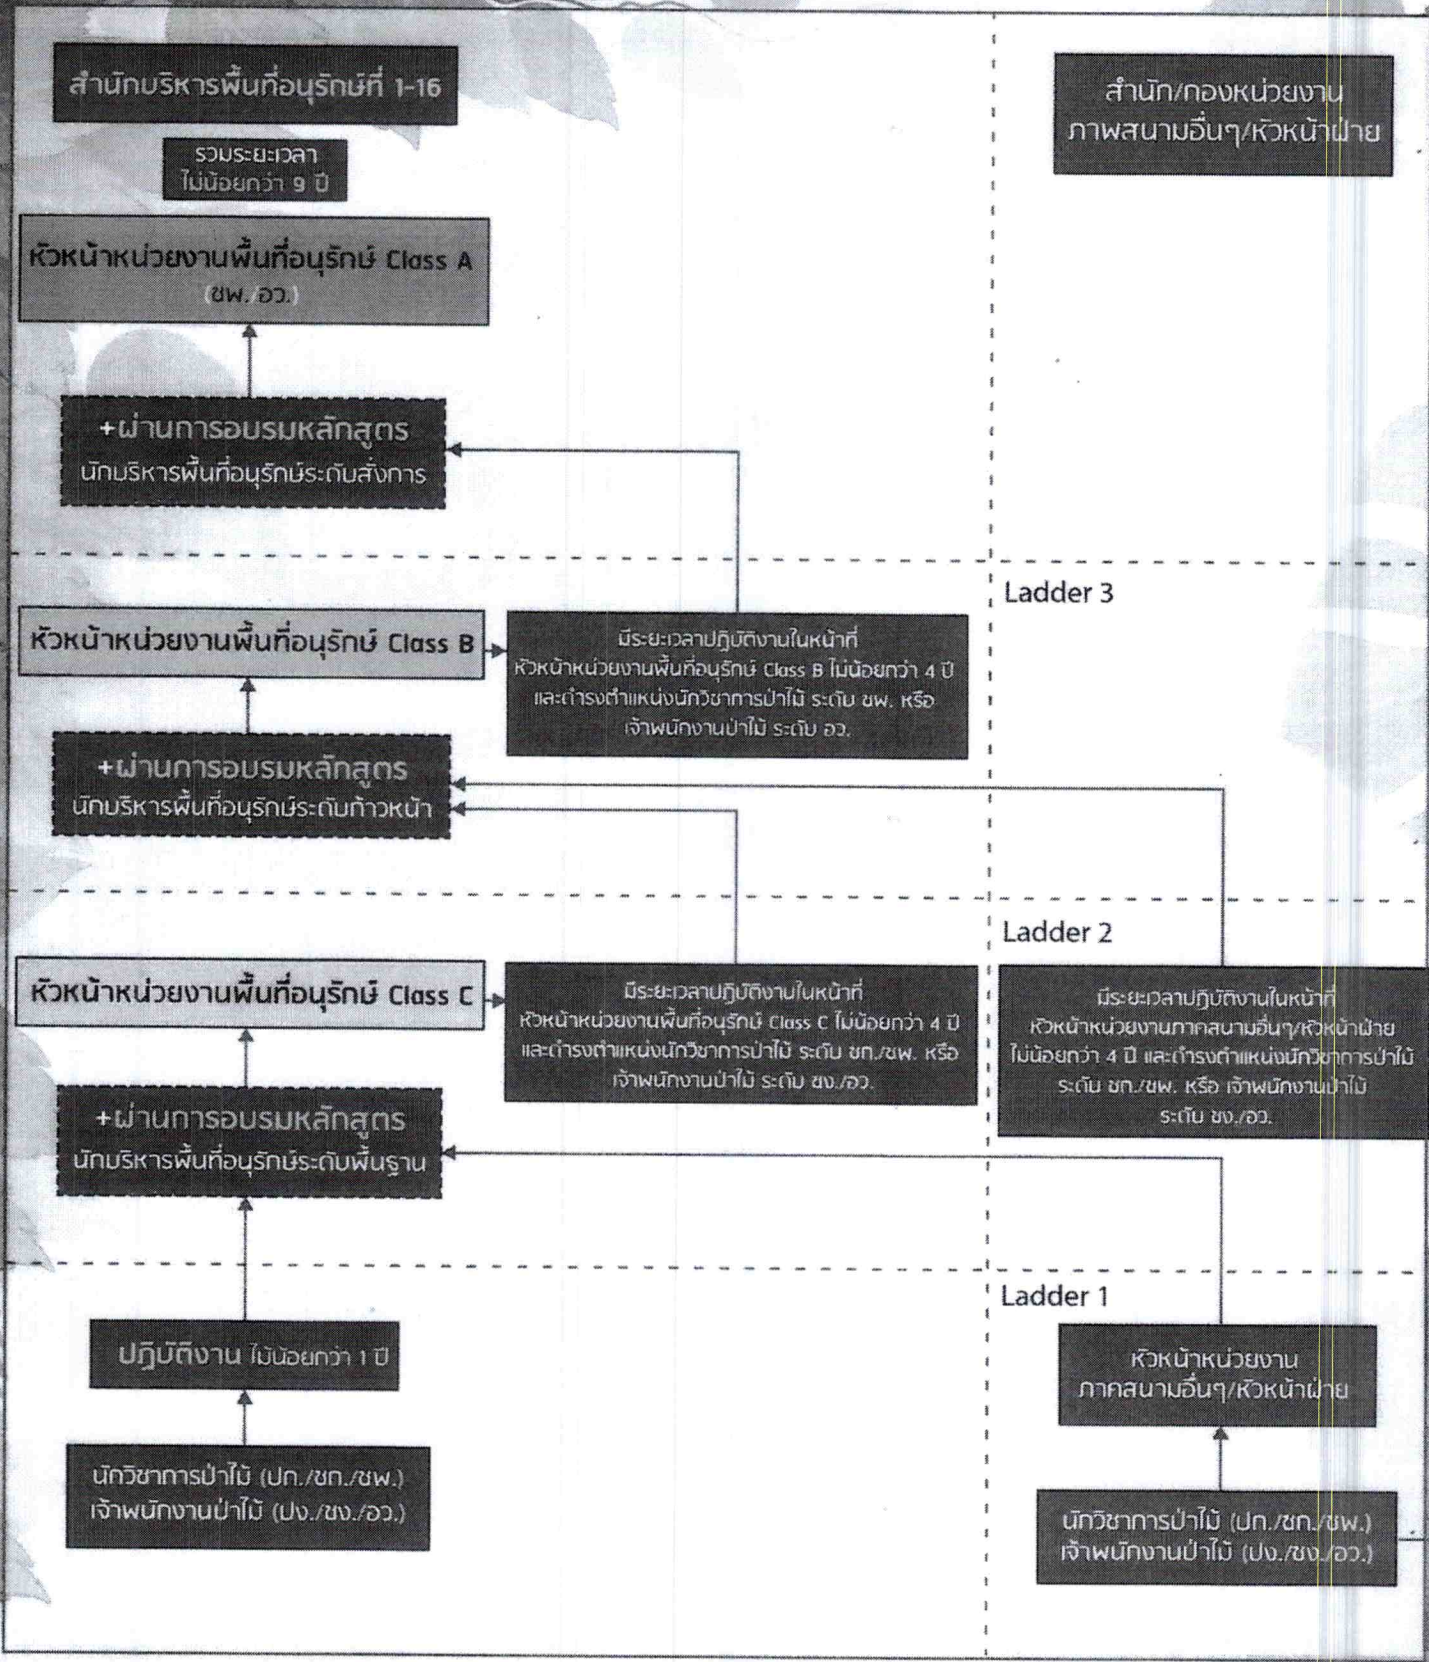 สำนักบริหารพื้นที่อนุรักษ์ที่ 1-16
รวมระยะเวลา
ไม่น้อยกว่า 9 ปี
หัวหน้าหน่วยงานพื้นที่อนุรักษ์ Class A
(ชพ./อว.)
+ผ่านการอบรมหลักสูตร
นักบริหารพื้นที่อนุรักษ์ระดับสั่งการ
สำนัก/กองหน่วยงาน
ภาพสนามอื่นๆ/หัวหน้าฝ่าย
Ladder 3
หัวหน้าหน่วยงานพื้นที่อนุรักษ์ Class B
มีระยะเวลาปฏิบัติงานในหน้าที่
หัวหน้าหน่วยงานพื้นที่อนุรักษ์ Class B ไม่น้อยกว่า 4 ปี
และดำรงตำแหน่งนักวิชาการป่าไม้ ระดับ ชพ. หรือ
เจ้าพนักงานป่าไม้ ระดับ อว.
+ผ่านการอบรมหลักสูตร
นักบริหารพื้นที่อนุรักษ์ระดับก้าวหน้า
Ladder 2
หัวหน้าหน่วยงานพื้นที่อนุรักษ์ Class C
มีระยะเวลาปฏิบัติงานในหน้าที่
หัวหน้าหน่วยงานพื้นที่อนุรักษ์ Class C ไม่น้อยกว่า 4 ปี
และดำรงตำแหน่งนักวิชาการป่าไม้ ระดับ ชก./ชพ. หรือ
เจ้าพนักงานป่าไม้ ระดับ ชง./อว.
มีระยะเวลาปฏิบัติงานในหน้าที่
หัวหน้าหน่วยงานภาคสนามอื่นๆ/หัวหน้าฝ่าย
ไม่น้อยกว่า 4 ปี และดำรงตำแหน่งนักวิชาการป่าไม้
ระดับ ชก./ชพ. หรือ เจ้าพนักงานป่าไม้
ระดับ ชง./อว.
+ผ่านการอบรมหลักสูตร
นักบริหารพื้นที่อนุรักษ์ระดับพื้นฐาน
Ladder 1
ปฏิบัติงาน ไม่น้อยกว่า 1 ปี
หัวหน้าหน่วยงาน
ภาคสนามอื่นๆ/หัวหน้าฝ่าย
นักวิชาการป่าไม้ (ปก./ชก./ชพ.)
เจ้าพนักงานป่าไม้ (ปง./ชง./อว.)
นักวิชาการป่าไม้ (ปก./ชก./ชพ.)
เจ้าพนักงานป่าไม้ (ปง./ชง./อว.)